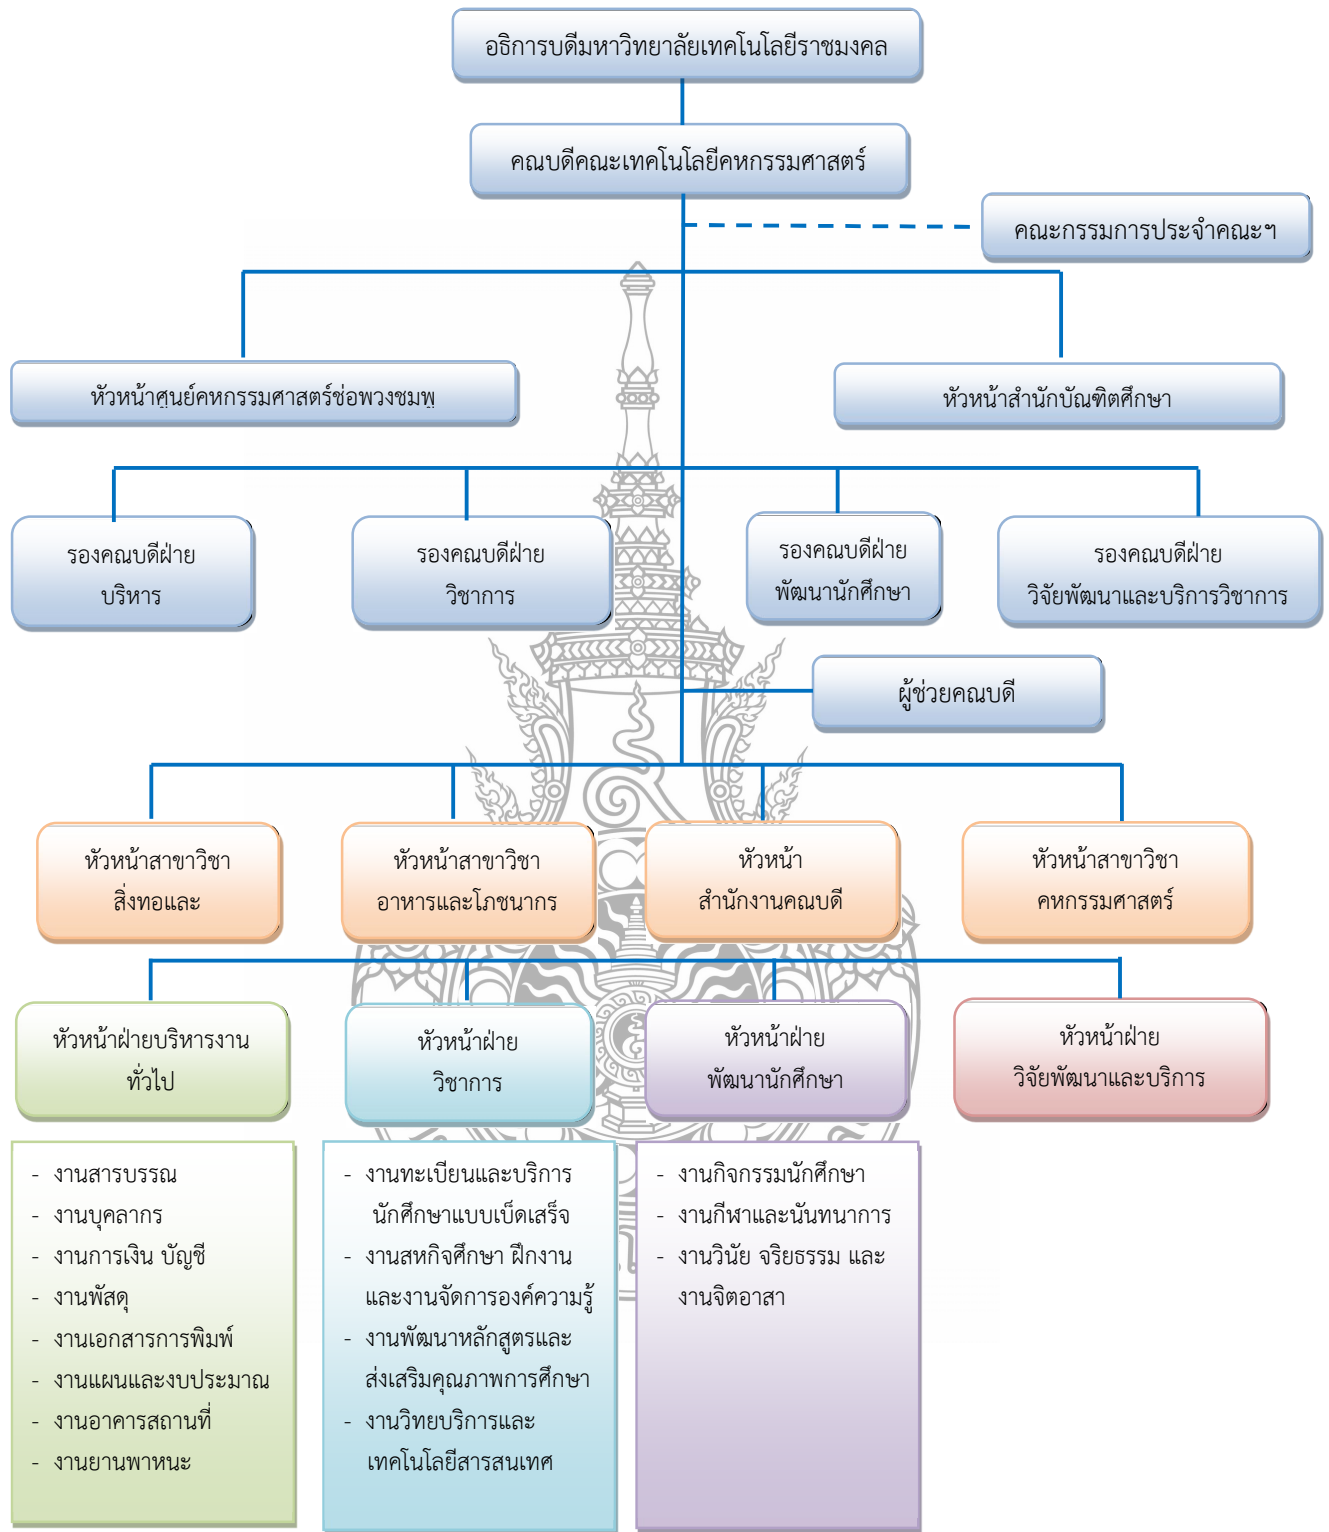 อธิการบดีมหาวิทยาลัยเทคโนโลยีราชมงคล
คณบดีคณะเทคโนโลยีคหกรรมศาสตร์
คณะกรรมการประจำคณะฯ
หัวหน้าศูนย์คหกรรมศาสตร์ช่อพวงชมพู
หัวหน้าสำนักบัณฑิตศึกษา
รองคณบดีฝ่าย
บริหาร
รองคณบดีฝ่าย
วิชาการ
รองคณบดีฝ่าย
พัฒนานักศึกษา
รองคณบดีฝ่าย
วิจัยพัฒนาและบริการวิชาการ
ผู้ช่วยคณบดี
หัวหน้าสาขาวิชา
สิ่งทอและ
หัวหน้าสาขาวิชา
อาหารและโภชนากร
หัวหน้า
สำนักงานคณบดี
หัวหน้าสาขาวิชา
คหกรรมศาสตร์
หัวหน้าฝ่ายบริหารงาน
ทั่วไป
หัวหน้าฝ่าย
วิชาการ
หัวหน้าฝ่าย
พัฒนานักศึกษา
หัวหน้าฝ่าย
วิจัยพัฒนาและบริการ
- งานสารบรรณ
- งานบุคลากร
- งานการเงิน บัญชี
- งานพัสดุ
- งานเอกสารการพิมพ์
- งานแผนและงบประมาณ
- งานอาคารสถานที่
- งานยานพาหนะ
- งานทะเบียนและบริการ
นักศึกษาแบบเบ็ดเสร็จ
- งานสหกิจศึกษา ฝึกงาน
และงานจัดการองค์ความรู้
- งานพัฒนาหลักสูตรและ
ส่งเสริมคุณภาพการศึกษา
- งานวิทยบริการและ
เทคโนโลยีสารสนเทศ
- งานกิจกรรมนักศึกษา
- งานกีฬาและนันทนาการ
- งานวินัย จริยธรรม และ
งานจิตอาสา